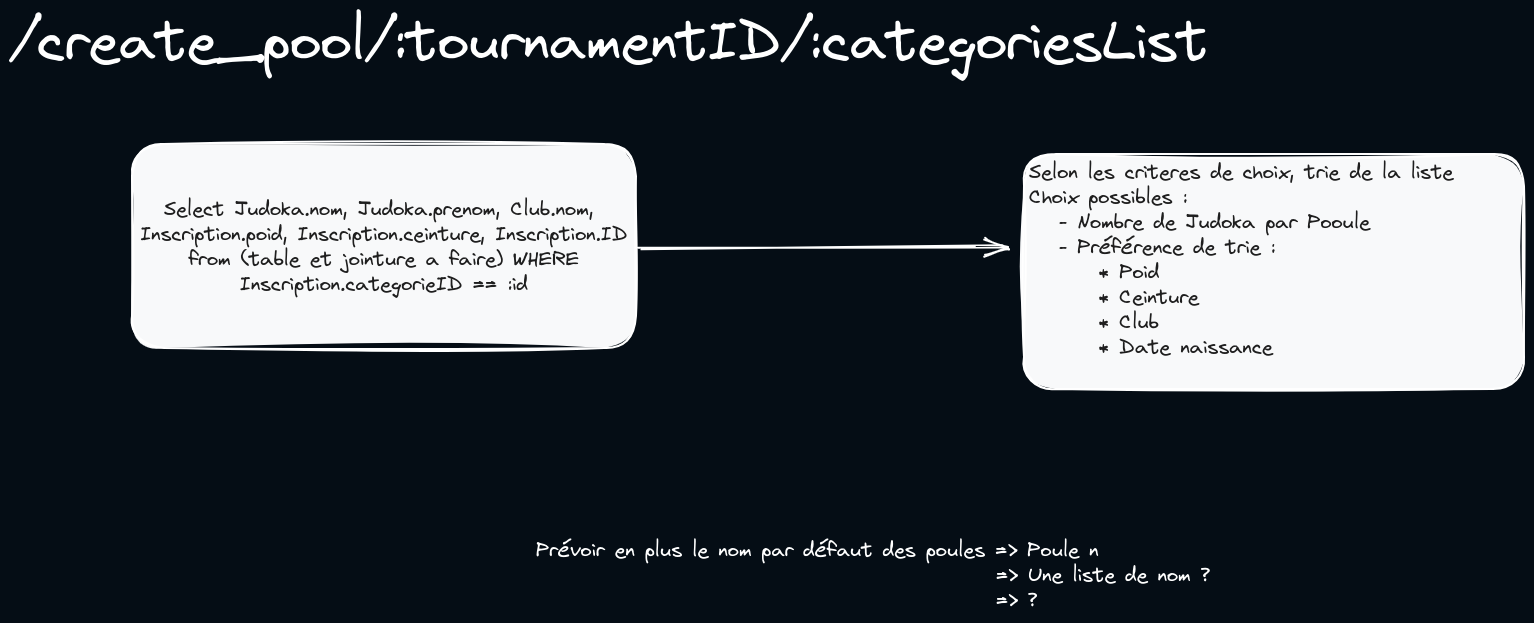 /create_pool/:tournamentID/:categoriesList
Select Judoka.nom, Judoka.prenom, Club.nom,
Inscription.poid, Inscription.ceinture, Inscription.ID
from (table et jointure a faire) WHERE
Inscription.categorieID == :id
Selon les criteres de choix, trie de la liste
Choix possibles :
- Nombre de Judoka par Pooule
- Préférence de trie :
* Poid
* Ceinture
* Club
* Date naissance
Prévoir en plus le nom par défaut des poules => Poule n
=> Une liste de nom ?
=> ?